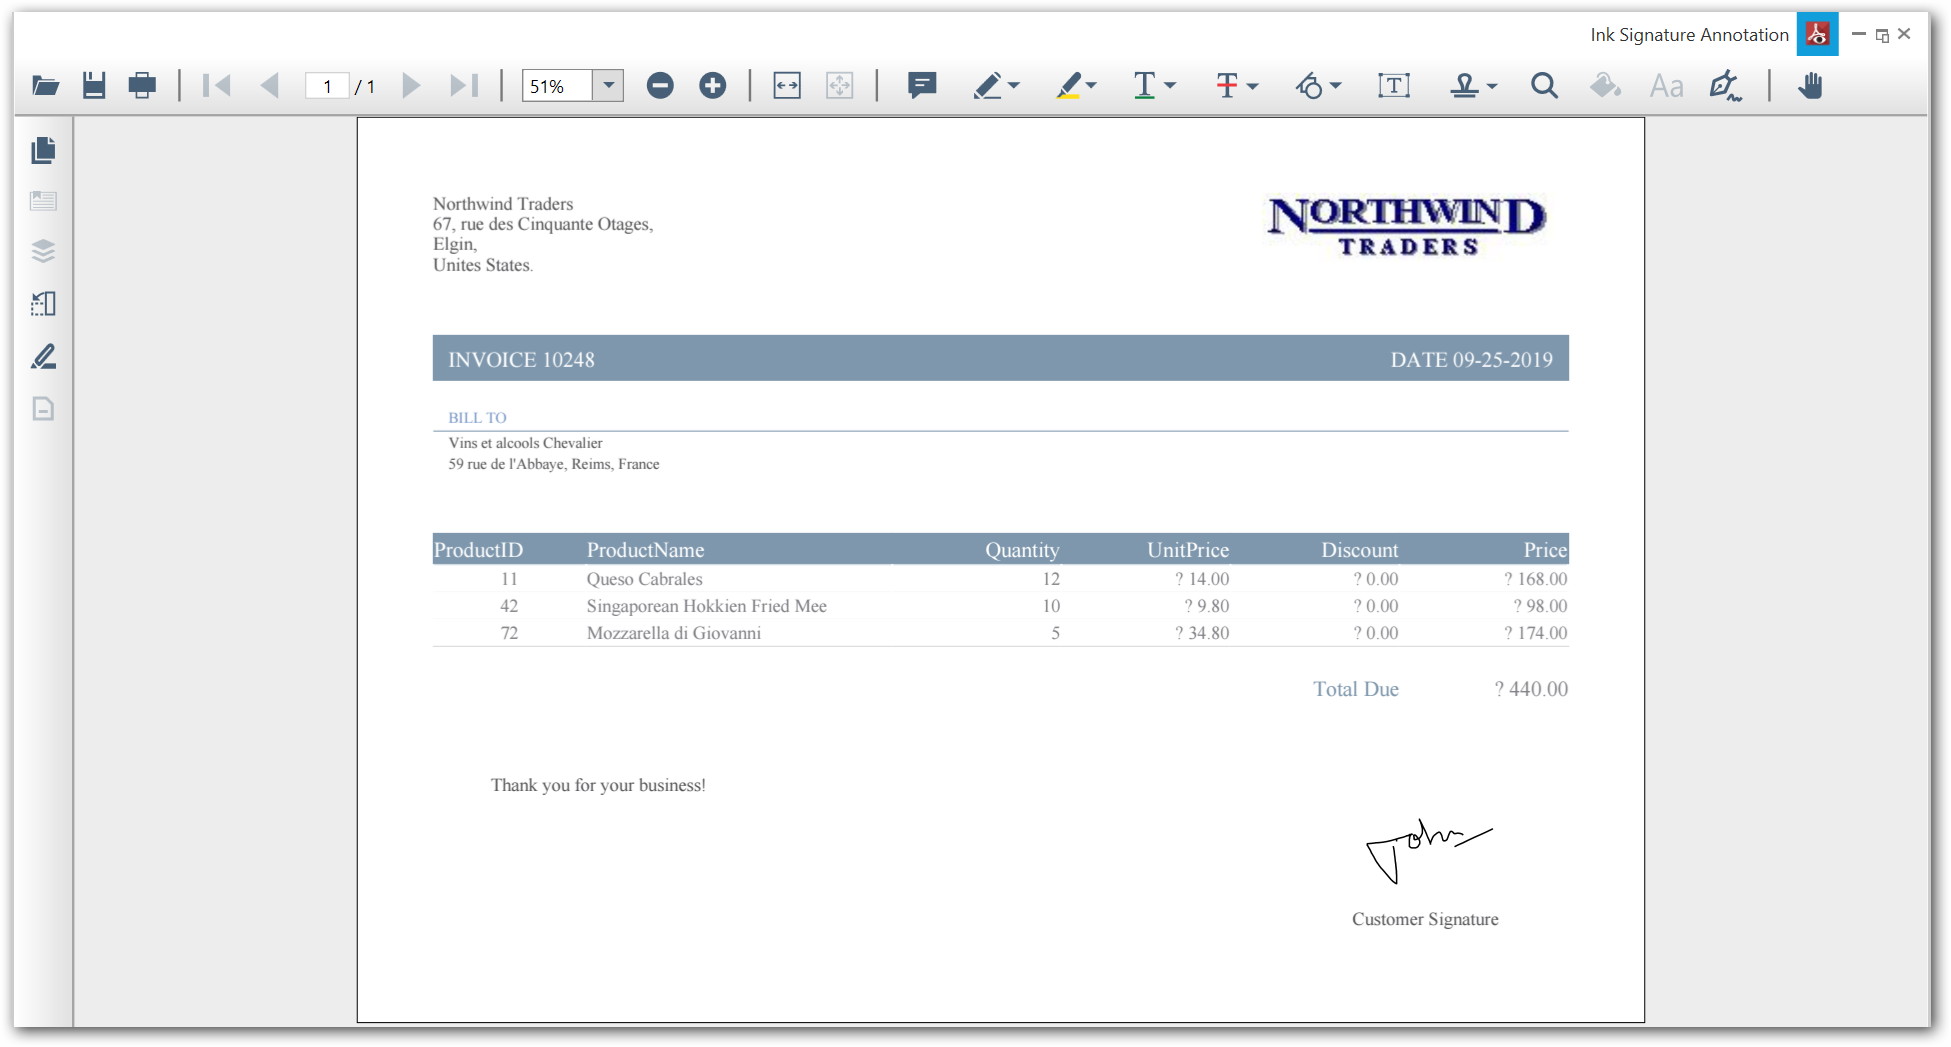 Ink Signature Annotation
1 / 1 51% T T T Aa
Northwind Traders
67, rue des Cinquante Otages,
Elgin,
Unites States.
NORTHWIND
TRADERS
INVOICE 10248 DATE 09-25-2019
BILL TO
Vins et alcools Chevalier
59 rue de l'Abbaye, Reims, France
ProductID ProductName Quantity UnitPrice Discount Price
11 Queso Cabrales 12 ? 14.00 ? 0.00 ? 168.00
42 Singaporean Hokkien Fried Mee 10 ? 9.80 ? 0.00 ? 98.00
72 Mozzarella di Giovanni 5 ? 34.80 ? 0.00 ? 174.00
Total Due ? 440.00
Thank you for your business!
John
Customer Signature